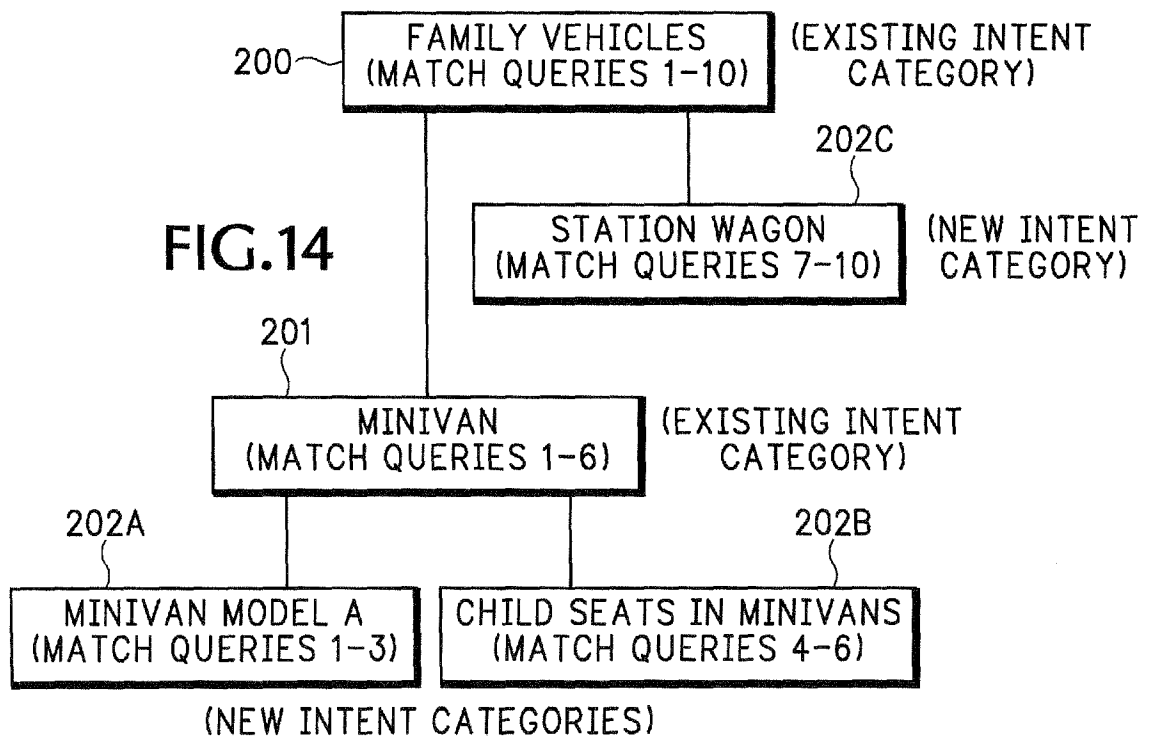 FAMILY VEHICLES
(MATCH QUERIES 1-10)
(EXISTING INTENT
CATEGORY)
200
202C
STATION WAGON
(MATCH QUERIES 7-10)
(NEW INTENT
CATEGORY)
FIG.14
201
MINIVAN
(MATCH QUERIES 1-6)
(EXISTING INTENT
CATEGORY)
202A
MINIVAN MODEL A
(MATCH QUERIES 1-3)
202B
CHILD SEATS IN MINIVANS
(MATCH QUERIES 4-6)
(NEW INTENT CATEGORIES)